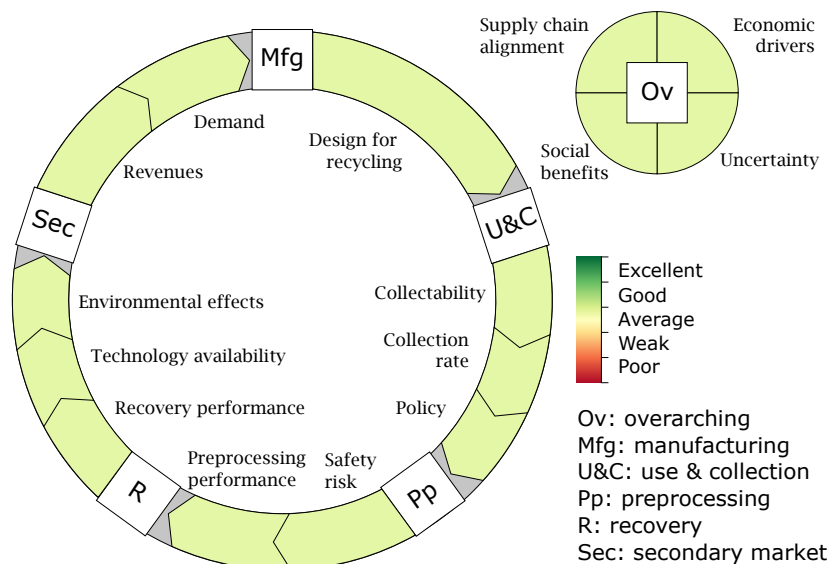 Supply chain
alignment
Economic
drivers
Ov
Social
benefits
Uncertainty
Mfg
Demand
Design for
recycling
Revenues
Sec
U&C
Environmental effects
Collectability
Technology availability
Collection
rate
Recovery performance
Policy
Preprocessing
performance
Safety
risk
R
Pp
Excellent
Good
Average
Weak
Poor
Ov: overarching
Mfg: manufacturing
U&C: use & collection
Pp: preprocessing
R: recovery
Sec: secondary market